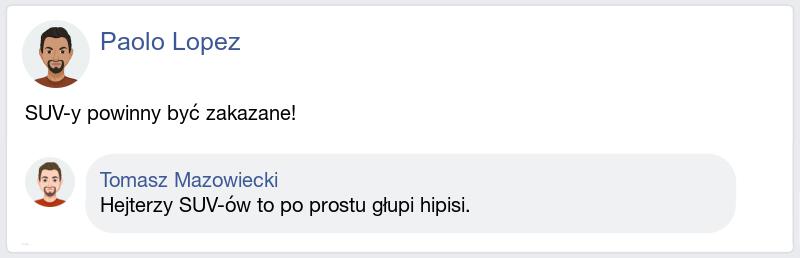 Paolo Lopez
SUV-y powinny być zakazane!
Tomasz Mazowiecki
Hejterzy SUV-ów to po prostu głupi hipisi.